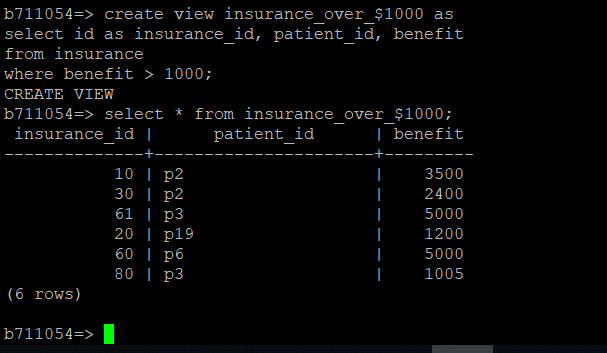 b711054=> create view insurance_over_$1000 as
select id as insurance_id, patient_id, benefit
from insurance
where benefit > 1000;
CREATE VIEW
b711054=> select * from insurance_over_$1000;
 insurance_id |      patient_id      | benefit
--------------+----------------------+---------
           10 | p2                   |    3500
           30 | p2                   |    2400
           61 | p3                   |    5000
           20 | p19                  |    1200
           60 | p6                   |    5000
           80 | p3                   |    1005
(6 rows)
b711054=>